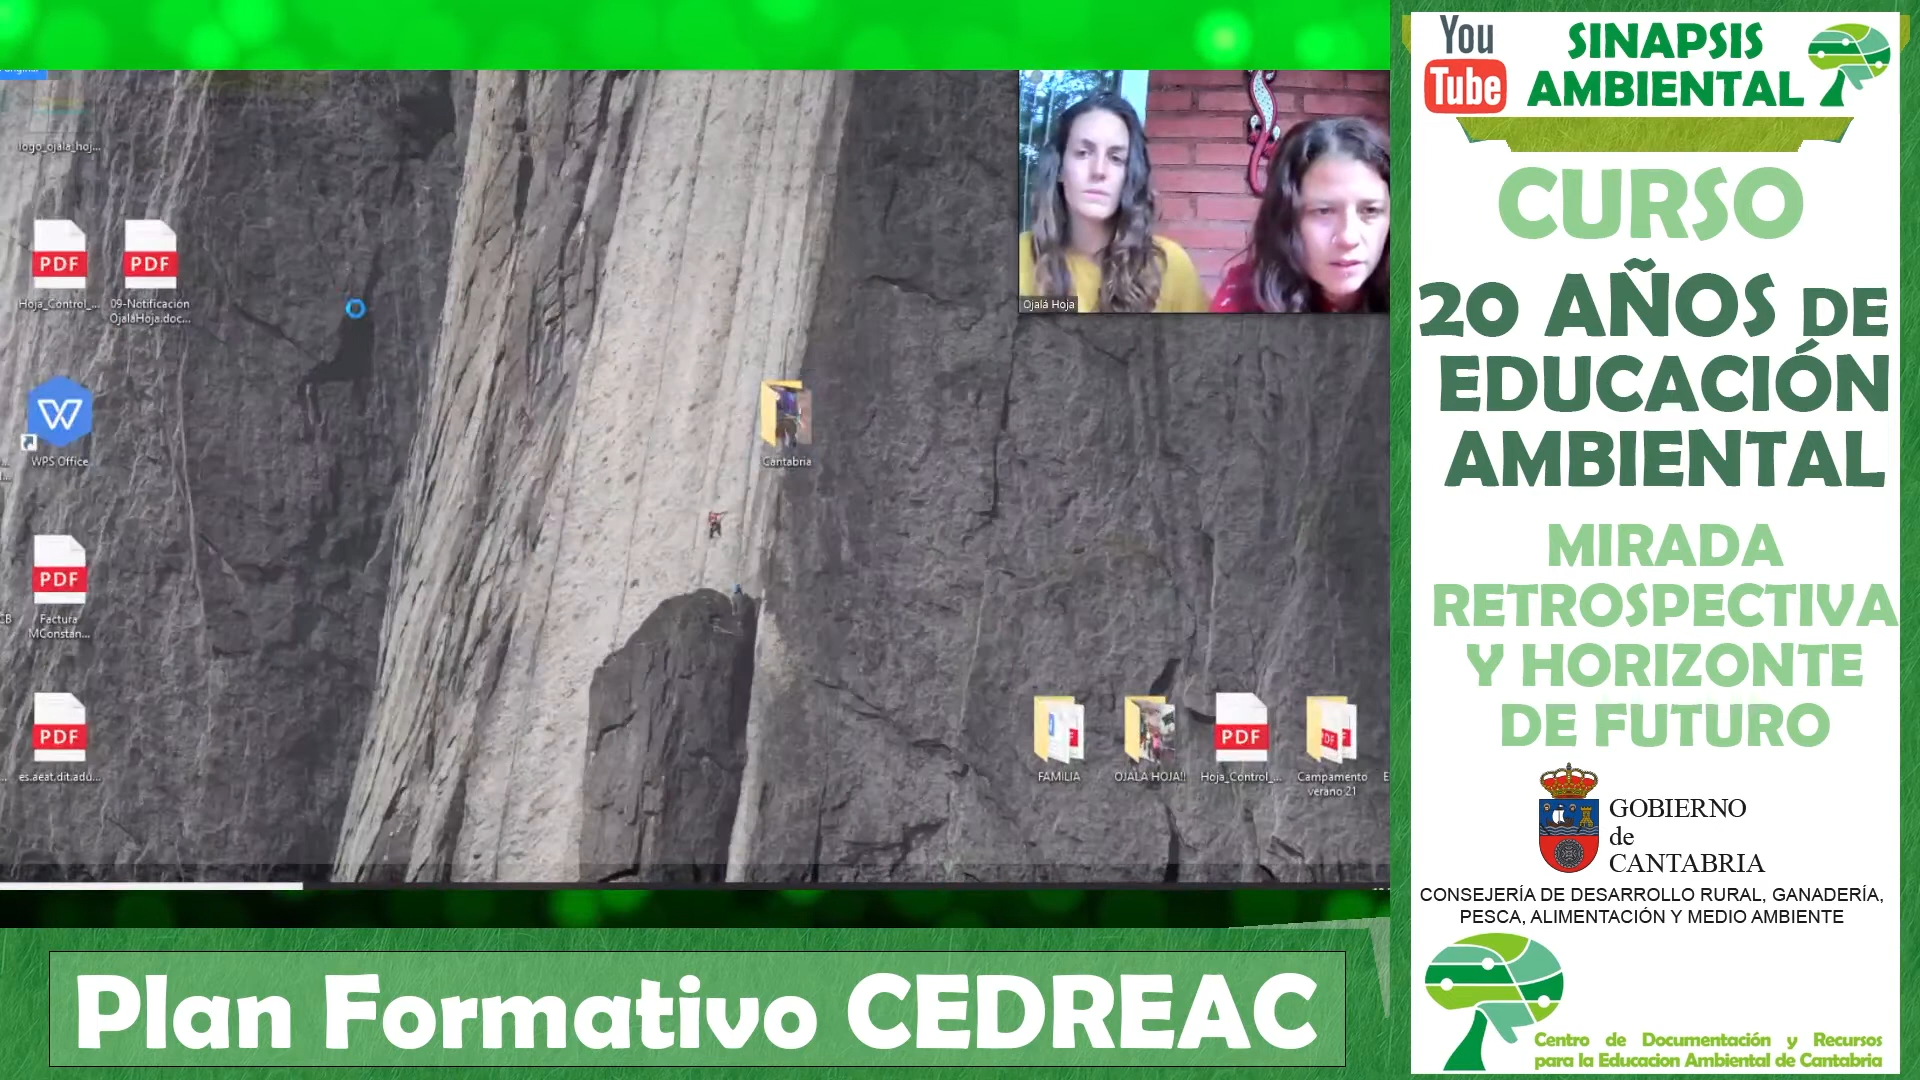 logo_ojala_hoj...
PDF
PDF
Hoja_Control_...
09-Notificación
OjaláHoja.doc...
WPS Office
PDF
Factura
MConstan...
PDF
es.aeat.dit.adu...
Cantabria
Ojalá Hoja
FAMILIA
OJALA HOJA!!
PDF
Hoja_Control_...
Campamento
verano 21
Plan Formativo CEDREAC
You
Tube
SINAPSIS
AMBIENTAL
CURSO
20 AÑOS DE
EDUCACIÓN
AMBIENTAL
MIRADA
RETROSPECTIVA
Y HORIZONTE
DE FUTURO
GOBIERNO
de
CANTABRIA
CONSEJERÍA DE DESARROLLO RURAL, GANADERÍA,
PESCA, ALIMENTACIÓN Y MEDIO AMBIENTE
Centro de Documentación y Recursos
para la Educacion Ambiental de Cantabria